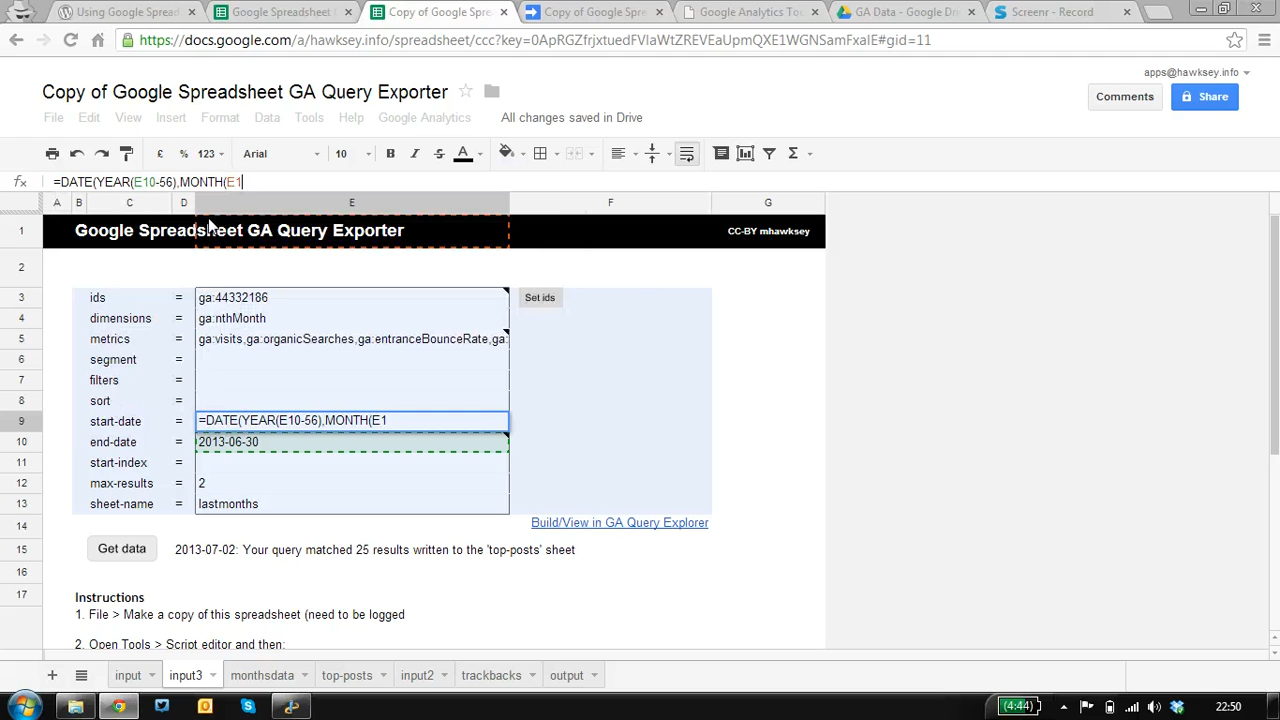 Using Google Spreadsh
Google Spreadsheet G
Copy of Google Spre
Copy of Google Sprea
Google Analytics Too
GA Data - Google Dr
Screenr - Record
https://docs.google.com/a/hawksey.info/spreadsheet/
apps@hawksey.info
Copy of Google Spreadsheet GA Query Exporter
Comments
Share
File Edit View Insert Format Data Tools Help Google Analytics All changes saved in Drive
£ % 123 Arial 10 B I S A Σ
fx =DATE(YEAR(E10-56),MONTH(E1
A B C D E F G
1 Google Spreadsheet GA Query Exporter CC-BY mhawksey
2
3 ids = ga:44332186 Set ids
4 dimensions = ga:nthMonth
5 metrics = ga:visits,ga:organicSearches,ga:entranceBounceRate,ga:
6 segment =
7 filters =
8 sort =
9 start-date = =DATE(YEAR(E10-56),MONTH(E1
10 end-date = 2013-06-30
11 start-index =
12 max-results = 2
13 sheet-name = lastmonths
14 Build/View in GA Query Explorer
15 Get data 2013-07-02: Your query matched 25 results written to the 'top-posts' sheet
16
17 Instructions
1. File > Make a copy of this spreadsheet (need to be logged
2. Open Tools > Script editor and then:
+ input input3 monthsdata top-posts input2 trackbacks output
(4:44) 22:50